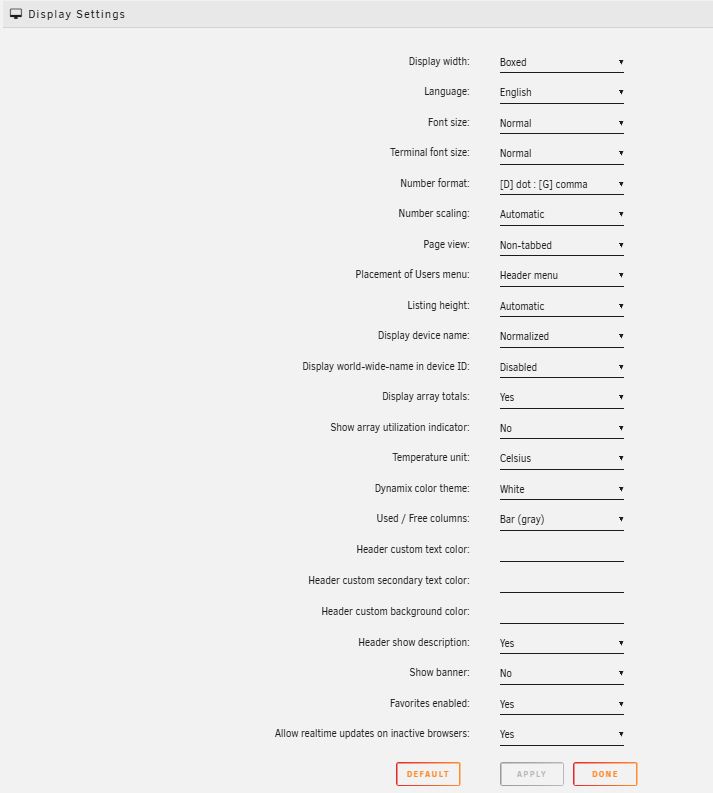 Display Settings
Display width: Boxed
Language: English
Font size: Normal
Terminal font size: Normal
Number format: [D] dot : [G] comma
Number scaling: Automatic
Page view: Non-tabbed
Placement of Users menu: Header menu
Listing height: Automatic
Display device name: Normalized
Display world-wide-name in device ID: Disabled
Display array totals: Yes
Show array utilization indicator: No
Temperature unit: Celsius
Dynamix color theme: White
Used / Free columns: Bar (gray)
Header custom text color:
Header custom secondary text color:
Header custom background color:
Header show description: Yes
Show banner: No
Favorites enabled: Yes
Allow realtime updates on inactive browsers: Yes
DEFAULT APPLY DONE